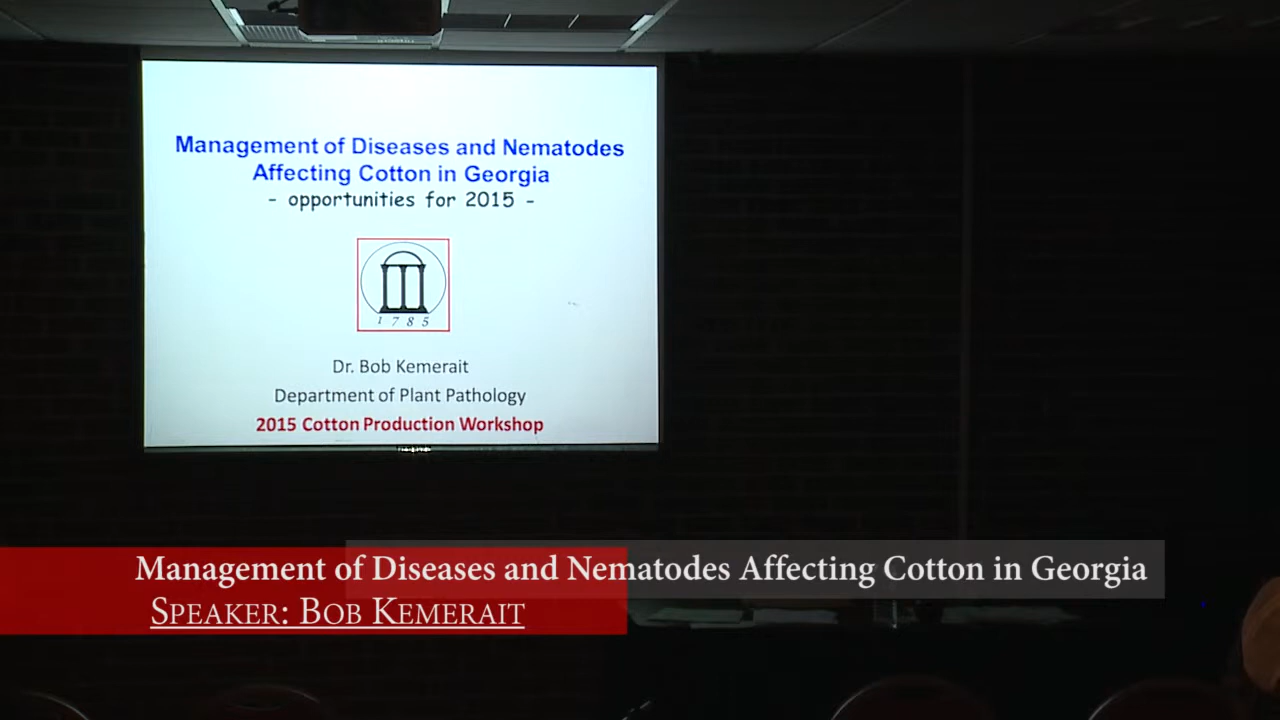 Management of Diseases and Nematodes
Affecting Cotton in Georgia
- opportunities for 2015 -
1785
Dr. Bob Kemerait
Department of Plant Pathology
2015 Cotton Production Workshop
Management of Diseases and Nematodes Affecting Cotton in Georgia
SPEAKER: BOB KEMERAIT